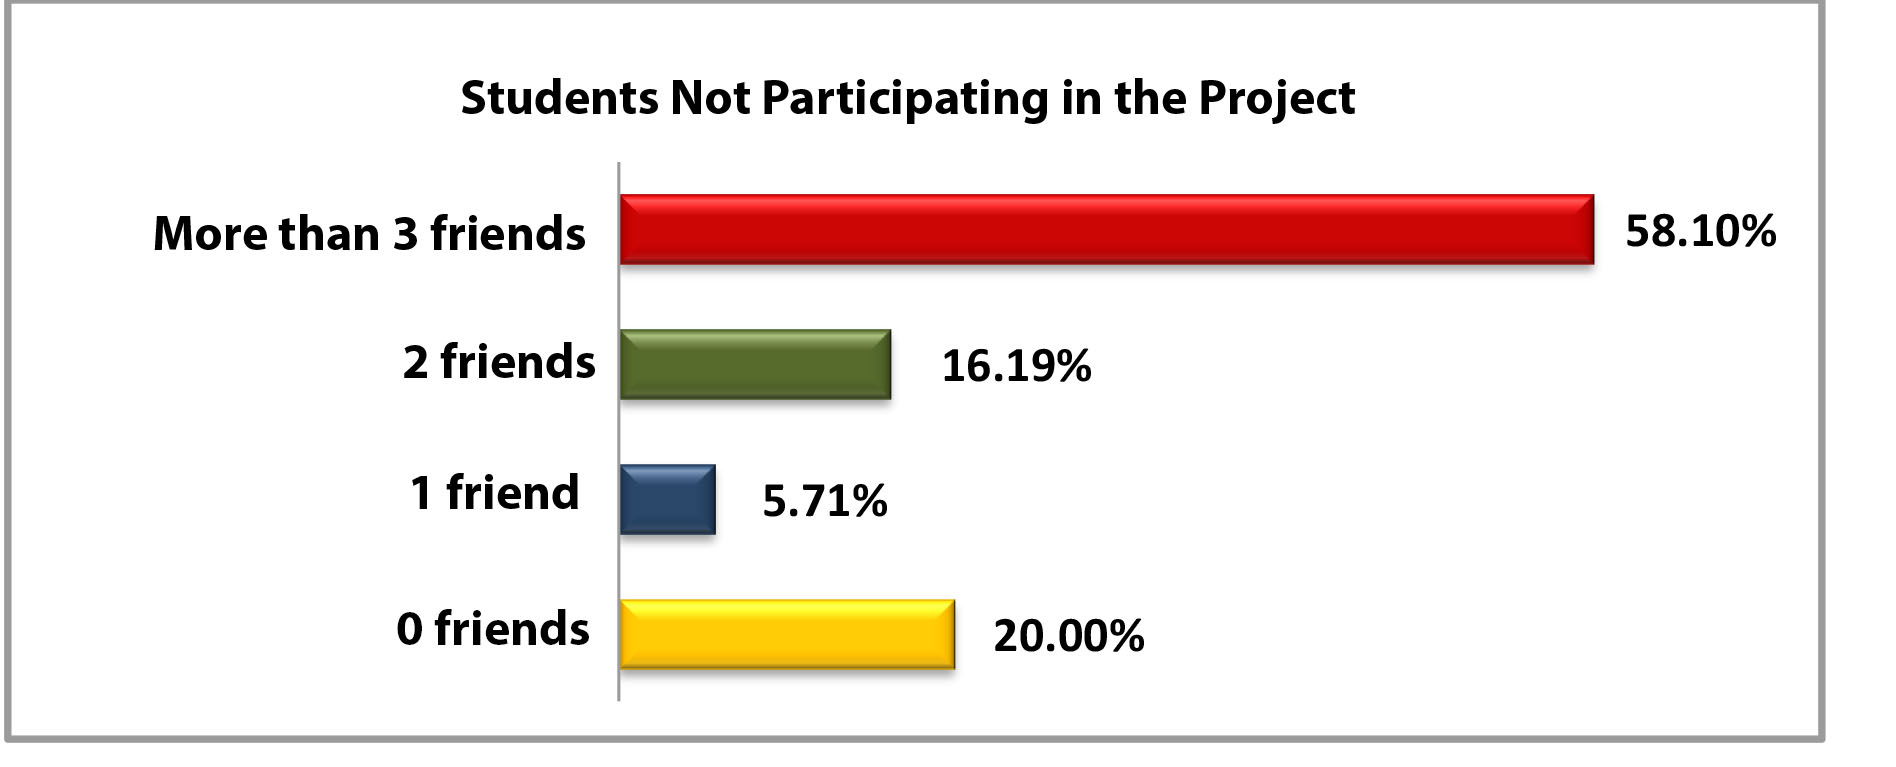 Students Not Participating in the Project
More than 3 friends 58.10%
2 friends 16.19%
1 friend 5.71%
0 friends 20.00%